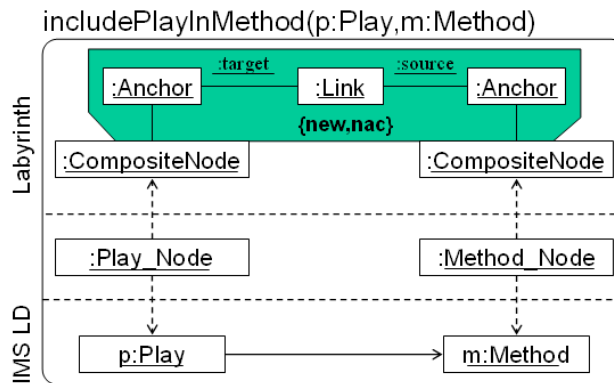 includePlayInMethod(p:Play,m:Method)
Labyrinth
:Anchor :target :Link :source :Anchor
{new,nac}
:CompositeNode :CompositeNode
:Play_Node :Method_Node
IMS LD
p:Play m:Method